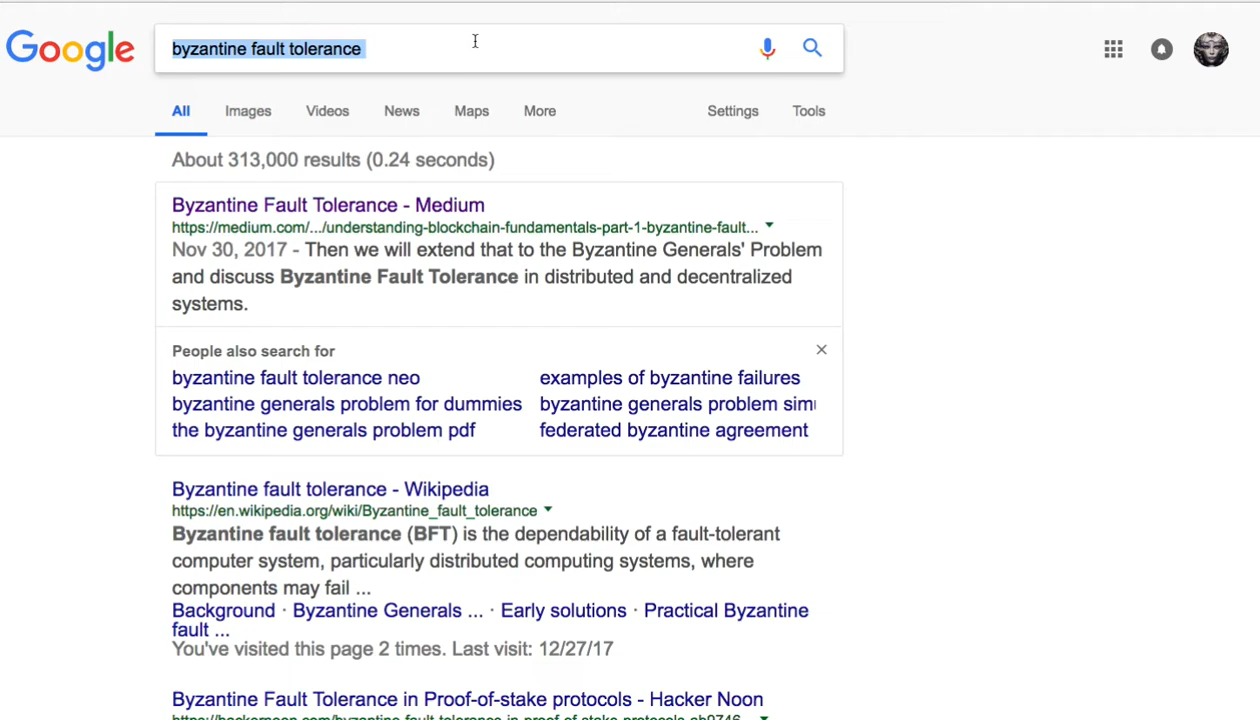 Google
byzantine fault tolerance
All Images Videos News Maps More Settings Tools
About 313,000 results (0.24 seconds)
Byzantine Fault Tolerance - Medium
https://medium.com/.../understanding-blockchain-fundamentals-part-1-byzantine-fault...
Nov 30, 2017 - Then we will extend that to the Byzantine Generals' Problem
and discuss Byzantine Fault Tolerance in distributed and decentralized
systems.
People also search for
byzantine fault tolerance neo examples of byzantine failures
byzantine generals problem for dummies byzantine generals problem simu
the byzantine generals problem pdf federated byzantine agreement
Byzantine fault tolerance - Wikipedia
https://en.wikipedia.org/wiki/Byzantine_fault_tolerance
Byzantine fault tolerance (BFT) is the dependability of a fault-tolerant
computer system, particularly distributed computing systems, where
components may fail ...
Background · Byzantine Generals ... · Early solutions · Practical Byzantine
fault ...
You've visited this page 2 times. Last visit: 12/27/17
Byzantine Fault Tolerance in Proof-of-stake protocols - Hacker Noon